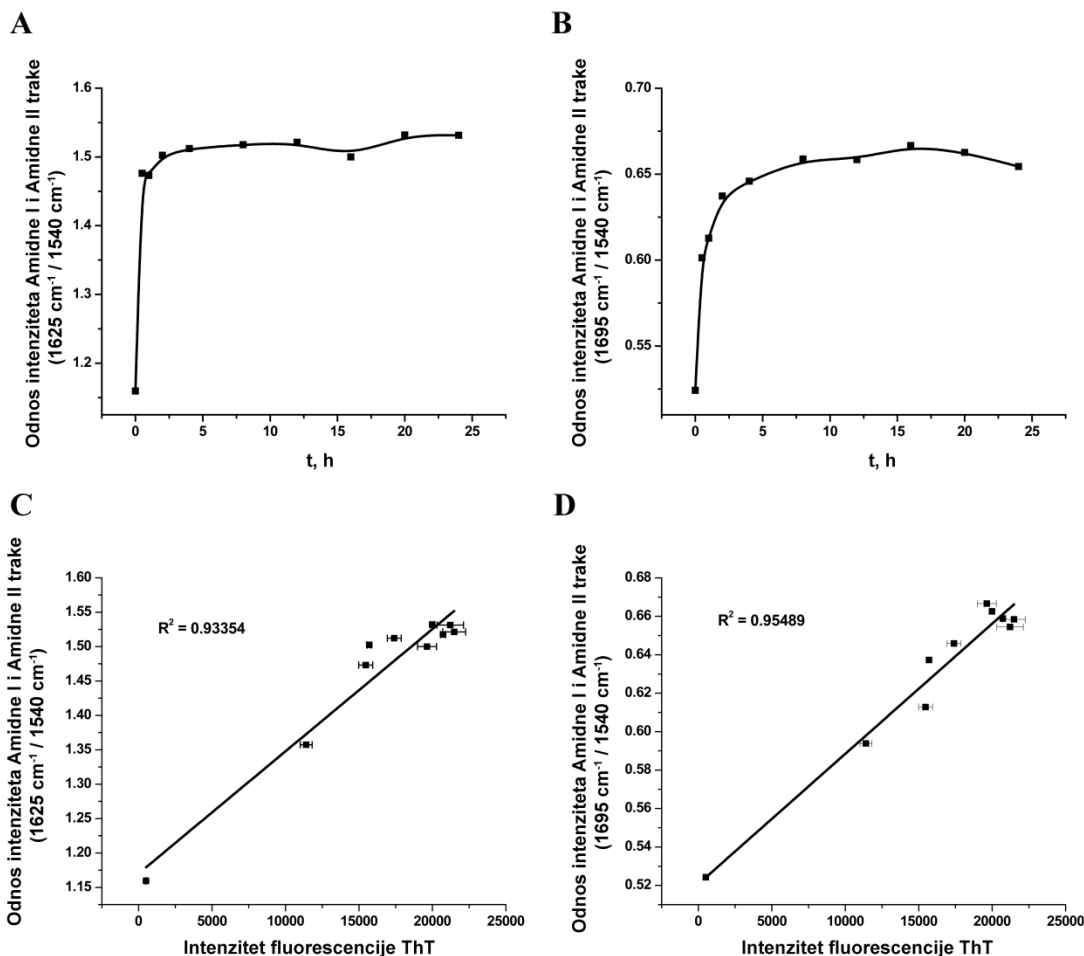 A
Odnos intenziteta Amidne I i Amidne II trake
(1625 cm⁻¹ / 1540 cm⁻¹)
1.6
1.5
1.4
1.3
1.2
0
5
10
15
20
25
t, h
B
Odnos intenziteta Amidne I i Amidne II trake
(1695 cm⁻¹ / 1540 cm⁻¹)
0.70
0.65
0.60
0.55
0
5
10
15
20
25
t, h
C
Odnos intenziteta Amidne I i Amidne II trake
(1625 cm⁻¹ / 1540 cm⁻¹)
1.60
1.55
1.50
1.45
1.40
1.35
1.30
1.25
1.20
1.15
R² = 0.93354
0
5000
10000
15000
20000
25000
Intenzitet fluorescencije ThT
D
Odnos intenziteta Amidne I i Amidne II trake
(1695 cm⁻¹ / 1540 cm⁻¹)
0.68
0.66
0.64
0.62
0.60
0.58
0.56
0.54
0.52
R² = 0.95489
0
5000
10000
15000
20000
25000
Intenzitet fluorescencije ThT